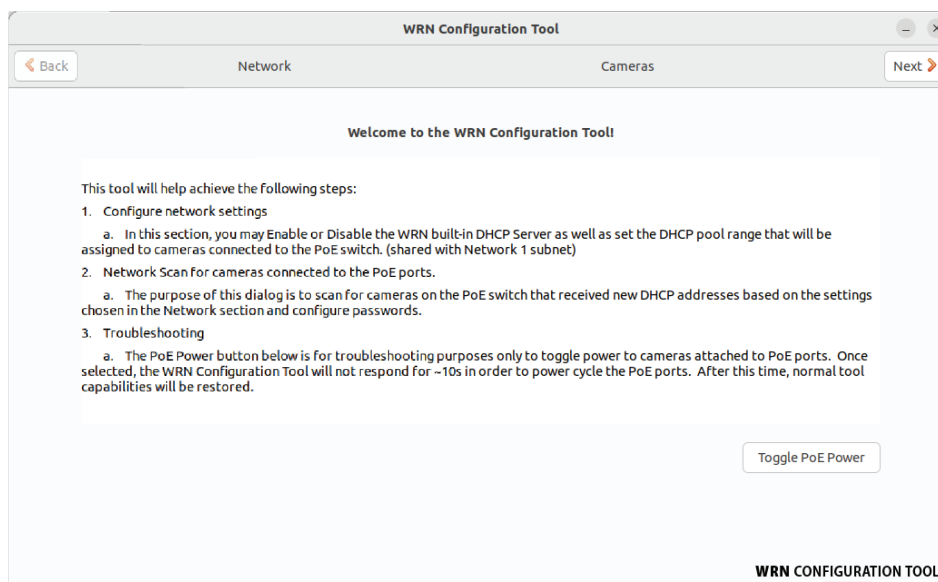 WRN Configuration Tool
Back
Network
Cameras
Next
Welcome to the WRN Configuration Tool!
This tool will help achieve the following steps:
1. Configure network settings
a. In this section, you may Enable or Disable the WRN built-in DHCP Server as well as set the DHCP pool range that will be
assigned to cameras connected to the PoE switch. (shared with Network 1 subnet)
2. Network Scan for cameras connected to the PoE ports.
a. The purpose of this dialog is to scan for cameras on the PoE switch that received new DHCP addresses based on the settings
chosen in the Network section and configure passwords.
3. Troubleshooting
a. The PoE Power button below is for troubleshooting purposes only to toggle power to cameras attached to PoE ports. Once
selected, the WRN Configuration Tool will not respond for ~10s in order to power cycle the PoE ports. After this time, normal tool
capabilities will be restored.
Toggle PoE Power
WRN CONFIGURATION TOOL